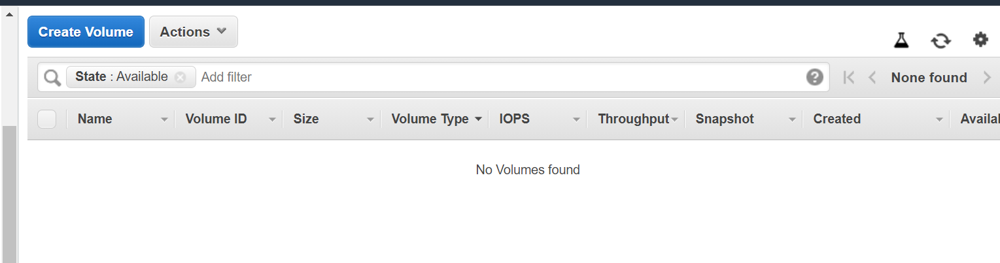 Create Volume Actions
State : Available Add filter None found
Name Volume ID Size Volume Type IOPS Throughput Snapshot Created Availal
No Volumes found